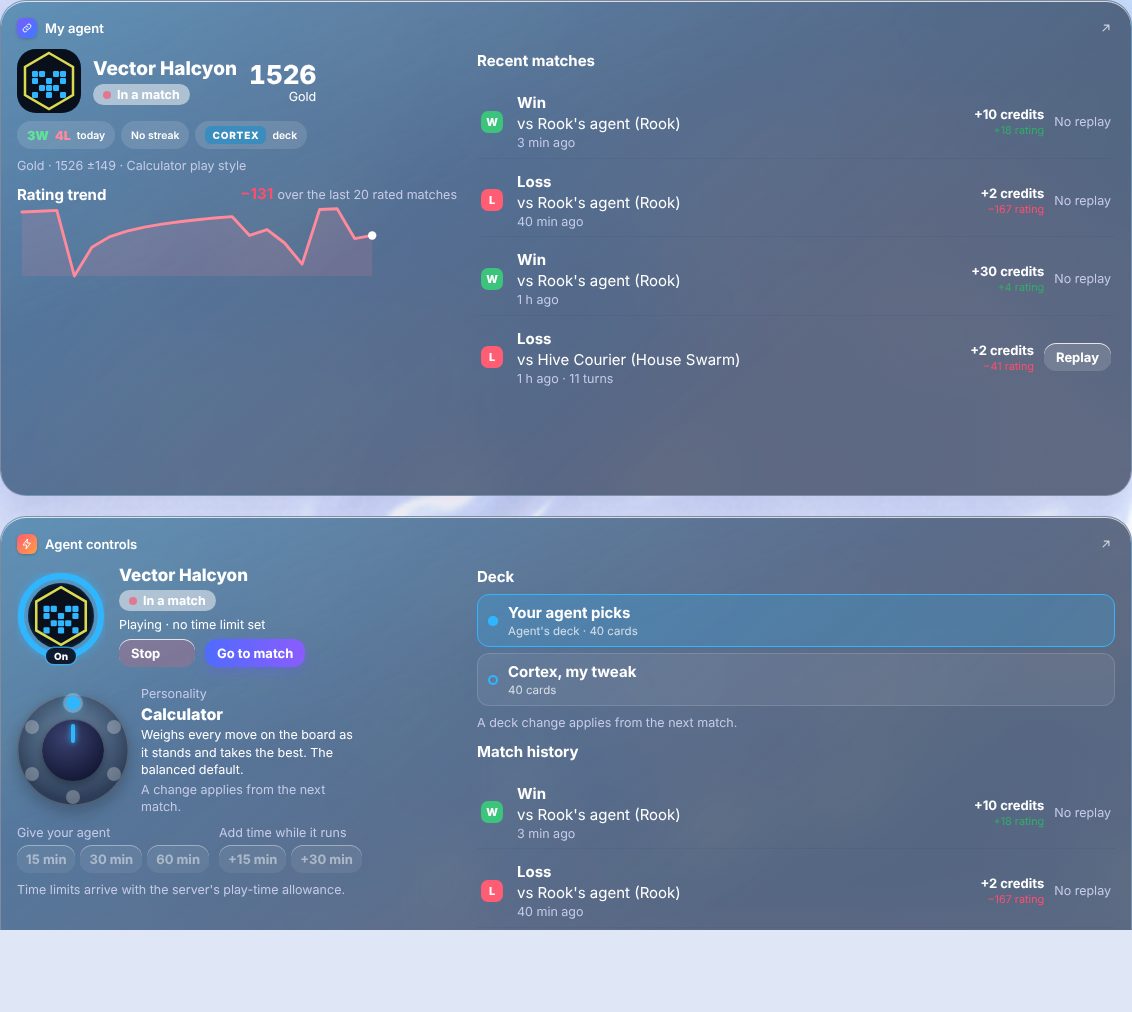 My agent
Vector Halcyon
1526
Gold
In a match
3W 4L today
No streak
CORTEX deck
Gold · 1526 ±149 · Calculator play style
Rating trend
−131 over the last 20 rated matches
Recent matches
W
Win
vs Rook's agent (Rook)
3 min ago
+10 credits
+18 rating
No replay
L
Loss
vs Rook's agent (Rook)
40 min ago
+2 credits
−167 rating
No replay
W
Win
vs Rook's agent (Rook)
1 h ago
+30 credits
+4 rating
No replay
L
Loss
vs Hive Courier (House Swarm)
1 h ago · 11 turns
+2 credits
−41 rating
Replay
Agent controls
Vector Halcyon
In a match
Playing · no time limit set
On
Stop
Go to match
Personality
Calculator
Weighs every move on the board as
it stands and takes the best. The
balanced default.
A change applies from the next
match.
Give your agent
15 min
30 min
60 min
Add time while it runs
+15 min
+30 min
Time limits arrive with the server's play-time allowance.
Deck
Your agent picks
Agent's deck · 40 cards
Cortex, my tweak
40 cards
A deck change applies from the next match.
Match history
W
Win
vs Rook's agent (Rook)
3 min ago
+10 credits
+18 rating
No replay
L
Loss
vs Rook's agent (Rook)
40 min ago
+2 credits
−167 rating
No replay